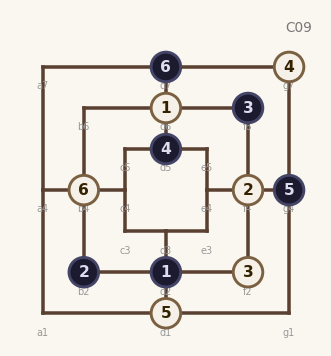 C09
6 4
a7 d7 g7
1 3
b6 d6 f6
4
c5 d5 e5
6 2 5
a4 b4 c4 e4 f4 g4
c3 d3 e3
2 1 3
b2 d2 f2
5
a1 d1 g1